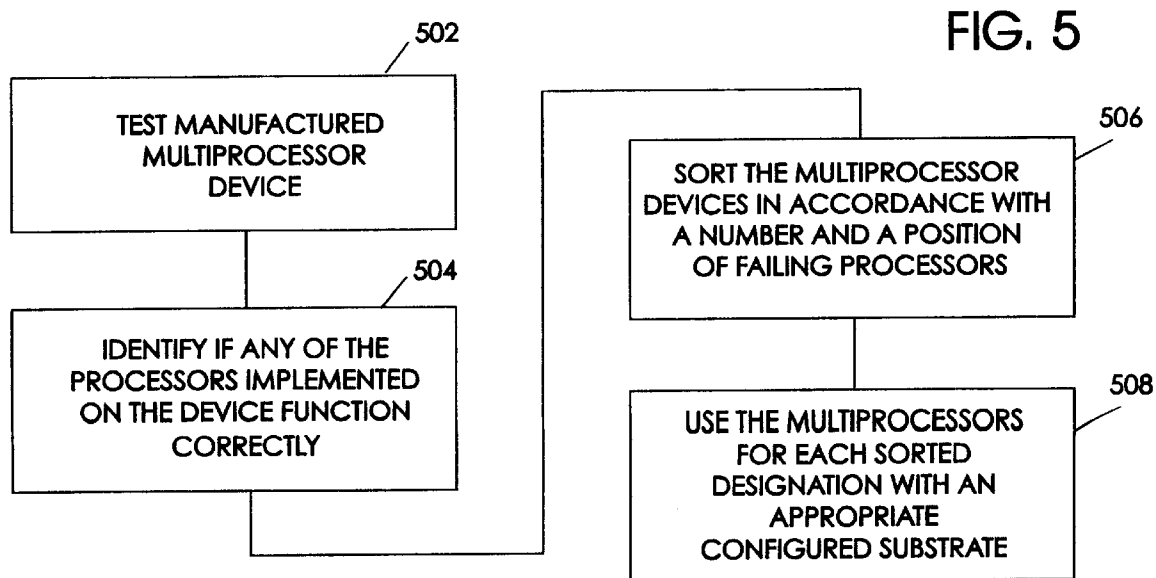 FIG. 5
502
TEST MANUFACTURED
MULTIPROCESSOR
DEVICE
504
IDENTIFY IF ANY OF THE
PROCESSORS IMPLEMENTED
ON THE DEVICE FUNCTION
CORRECTLY
506
SORT THE MULTIPROCESSOR
DEVICES IN ACCORDANCE WITH
A NUMBER AND A POSITION
OF FAILING PROCESSORS
508
USE THE MULTIPROCESSORS
FOR EACH SORTED
DESIGNATION WITH AN
APPROPRIATE
CONFIGURED SUBSTRATE